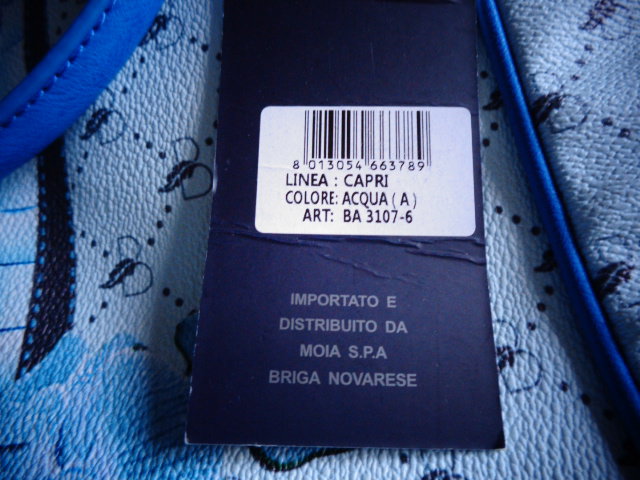 8 013054 663789
LINEA : CAPRI
COLORE: ACQUA ( A )
ART: BA 3107-6
IMPORTATO E
DISTRIBUITO DA
MOIA S.P.A
BRIGA NOVARESE